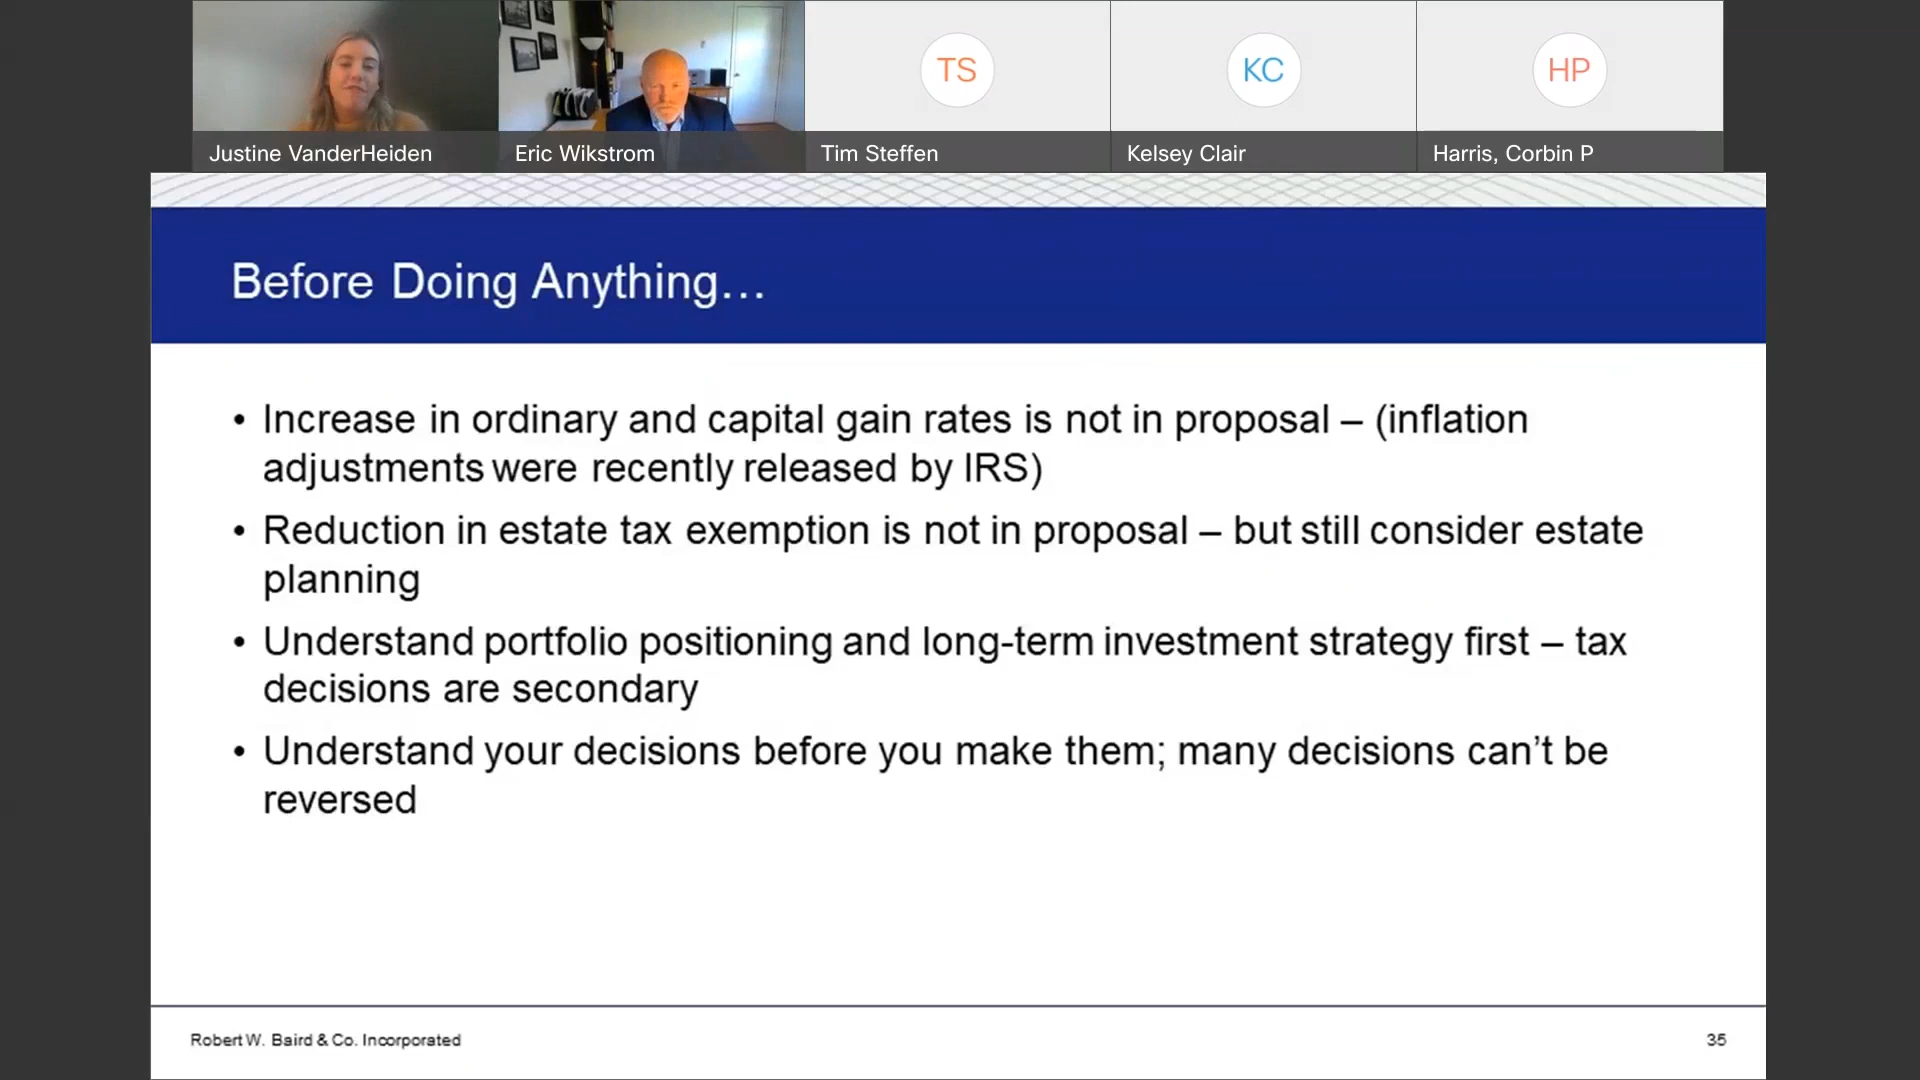 TS
KC
HP
Justine VanderHeiden
Eric Wikstrom
Tim Steffen
Kelsey Clair
Harris, Corbin P
Before Doing Anything…
• Increase in ordinary and capital gain rates is not in proposal – (inflation
adjustments were recently released by IRS)
• Reduction in estate tax exemption is not in proposal – but still consider estate
planning
• Understand portfolio positioning and long-term investment strategy first – tax
decisions are secondary
• Understand your decisions before you make them; many decisions can’t be
reversed
Robert W. Baird & Co. Incorporated
35